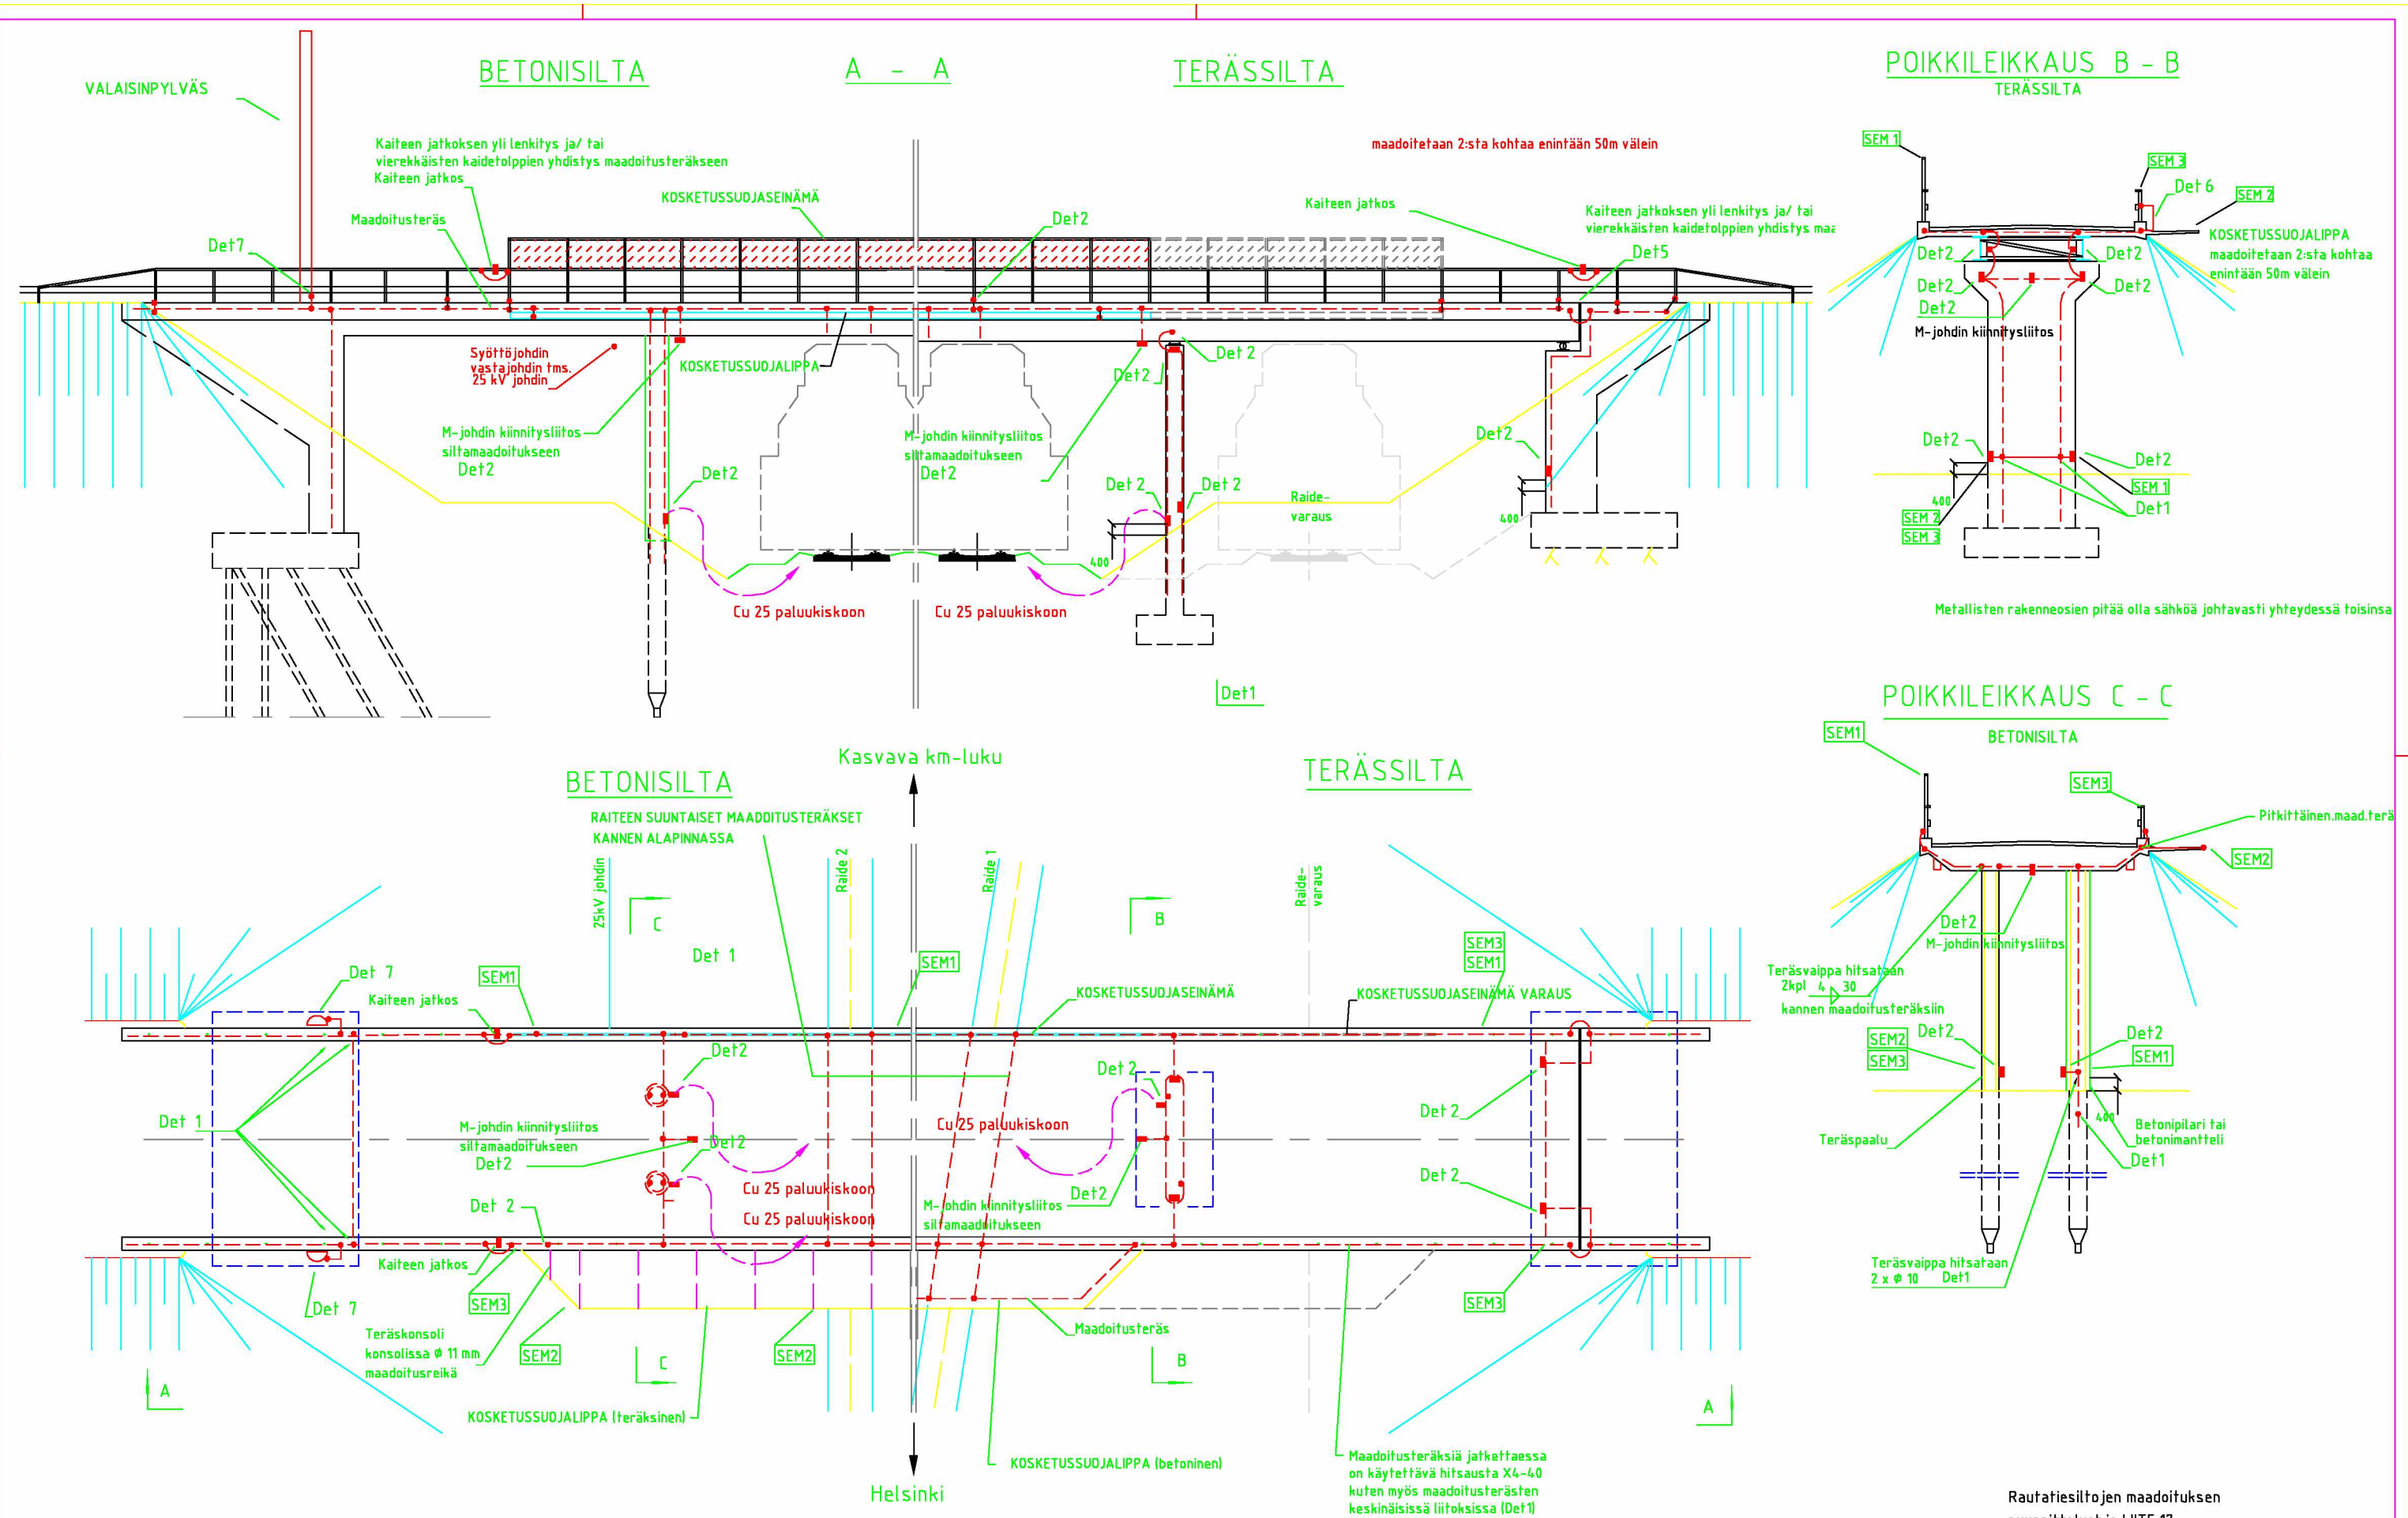 BETONISILTA
A - A
TERÄSSILTA
VALAISINPYLVÄS
Kaiteen jatkoksen yli lenkitys ja/ tai
vierekkäisten kaidetolppien yhdistys maadoitusteräkseen
Kaiteen jatkos
Maadoitusteräs
KOSKETUSSUOJASEINÄMÄ
Det7
Det2
maadoitetaan 2:sta kohtaa enintään 50m välein
Kaiteen jatkos
Kaiteen jatkoksen yli lenkitys ja/ tai
vierekkäisten kaidetolppien yhdistys maa
Det5
Syöttöjohdin
vastajohdin tms.
25 kV johdin
KOSKETUSSUOJALIPPA
Det 2
Det2
M-johdin kiinnitysliitos
siltamaadoitukseen
Det2
Det2
M-johdin kiinnitysliitos
siltamaadoitukseen
Det2
Det 2
Det 2
Raide-
varaus
Det2
400
400
Cu 25 paluukiskoon
Cu 25 paluukiskoon
Det1
POIKKILEIKKAUS B - B
TERÄSSILTA
SEM 1
SEM 3
Det 6
SEM 2
KOSKETUSSUOJALIPPA
maadoitetaan 2:sta kohtaa
enintään 50m välein
Det2
Det2
Det2
Det2
Det2
M-johdin kiinnitysliitos
Det2
Det2
SEM 1
400
Det1
SEM 2
SEM 3
Metallisten rakenneosien pitää olla sähköä johtavasti yhteydessä toisinsa
Kasvava km-luku
BETONISILTA
TERÄSSILTA
RAITEEN SUUNTAISET MAADOITUSTERÄKSET
KANNEN ALAPINNASSA
25kV johdin
Raide 2
Raide 1
Raide-
varaus
C
B
Det 1
SEM1
SEM3
SEM1
Det 7
SEM1
Kaiteen jatkos
KOSKETUSSUOJASEINÄMÄ
KOSKETUSSUOJASEINÄMÄ VARAUS
Det2
Det 2
Det 1
M-johdin kiinnitysliitos
siltamaadoitukseen
Det2
Det2
Cu 25 paluukiskoon
Det 2
Det 2
Cu 25 paluukiskoon
Det2
M-johdin kiinnitysliitos
siltamaadoitukseen
Det 2
Cu 25 paluukiskoon
Kaiteen jatkos
Det 7
SEM3
SEM3
Teräskonsoli
konsolissa φ 11 mm
maadoitusreikä
SEM2
SEM2
Maadoitusteräs
C
B
A
A
KOSKETUSSUOJALIPPA (teräksinen)
KOSKETUSSUOJALIPPA (betoninen)
Maadoitusteräksiä jatkettaessa
on käytettävä hitsausta X4-40
kuten myös maadoitusterästen
keskinäisissä liitoksissa (Det1)
Helsinki
POIKKILEIKKAUS C - C
BETONISILTA
SEM1
SEM3
Pitkittäinen.maad.terä
SEM2
Det2
M-johdin kiinnitysliitos
Teräsvaippa hitsataan
2kpl 4 30
kannen maadoitusteräksiin
SEM2
SEM3
Det2
Det2
SEM1
400
Betonipilari tai
betonimantteli
Teräspaalu
Det1
Teräsvaippa hitsataan
2 x φ 10 Det1
Rautatiesiltojen maadoituksen